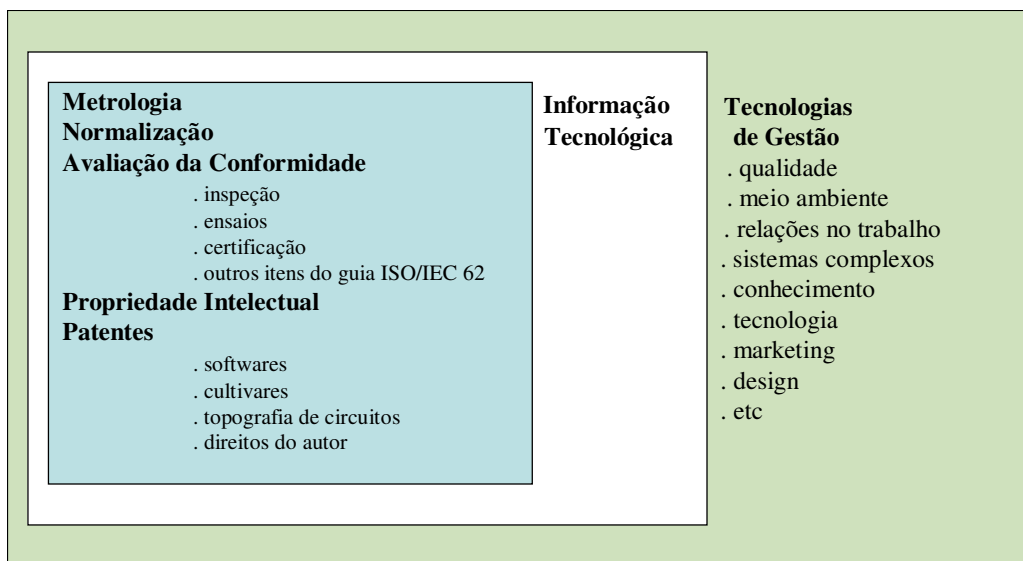 Metrologia
Normalização
Avaliação da Conformidade
. inspeção
. ensaios
. certificação
. outros itens do guia ISO/IEC 62
Propriedade Intelectual
Patentes
. softwares
. cultivares
. topografia de circuitos
. direitos do autor
Informação
Tecnológica
Tecnologias
de Gestão
. qualidade
. meio ambiente
. relações no trabalho
. sistemas complexos
. conhecimento
. tecnologia
. marketing
. design
. etc